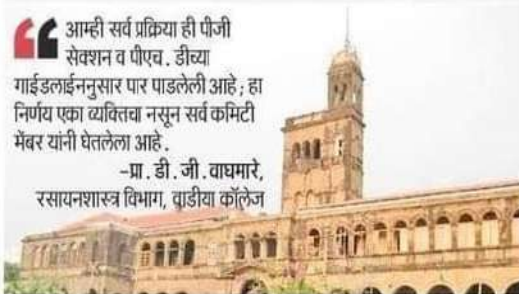 आम्ही सर्व प्रक्रिया ही पीजी
सेक्शन व पीएच. डीच्या
गाईडलाईननुसार पार पाडलेली आहे; हा
निर्णय एका व्यक्तिचा नसून सर्व कमिटी
मेंबर यांनी घेतलेला आहे.
-प्रा. डी. जी. वाघमारे,
रसायनशास्त्र विभाग, वाडीया कॉलेज